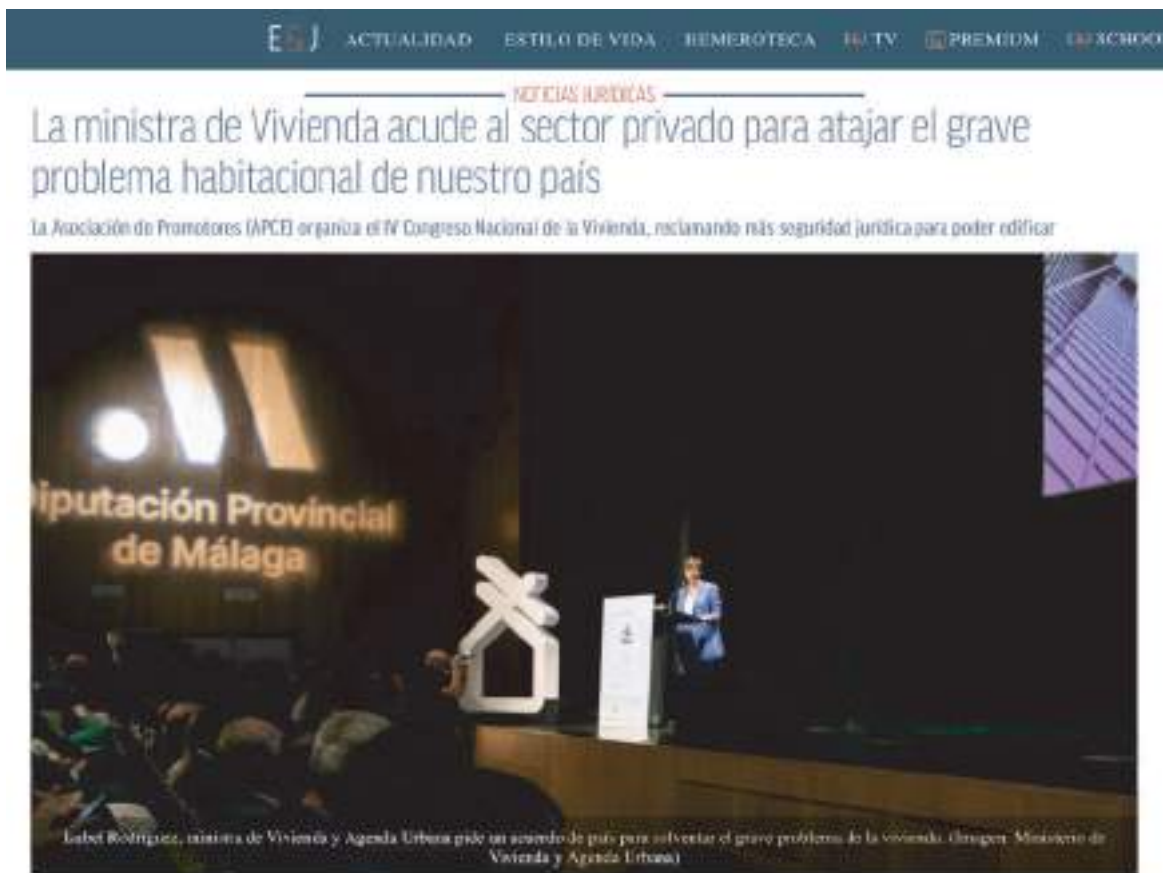 E&J ACTUALIDAD ESTILO DE VIDA HEMEROTECA E&J TV PREMIUM E&J SCHOOL
NOTICIAS JURÍDICAS
La ministra de Vivienda acude al sector privado para atajar el grave
problema habitacional de nuestro país
La Asociación de Promotores (APCE) organiza el IV Congreso Nacional de la Vivienda, reclamando más seguridad jurídica para poder edificar
Diputación Provincial
de Málaga
Isabel Rodríguez, ministra de Vivienda y Agenda Urbana pide un acuerdo de país para solventar el grave problema de la vivienda. (Imagen: Ministerio de
Vivienda y Agenda Urbana)